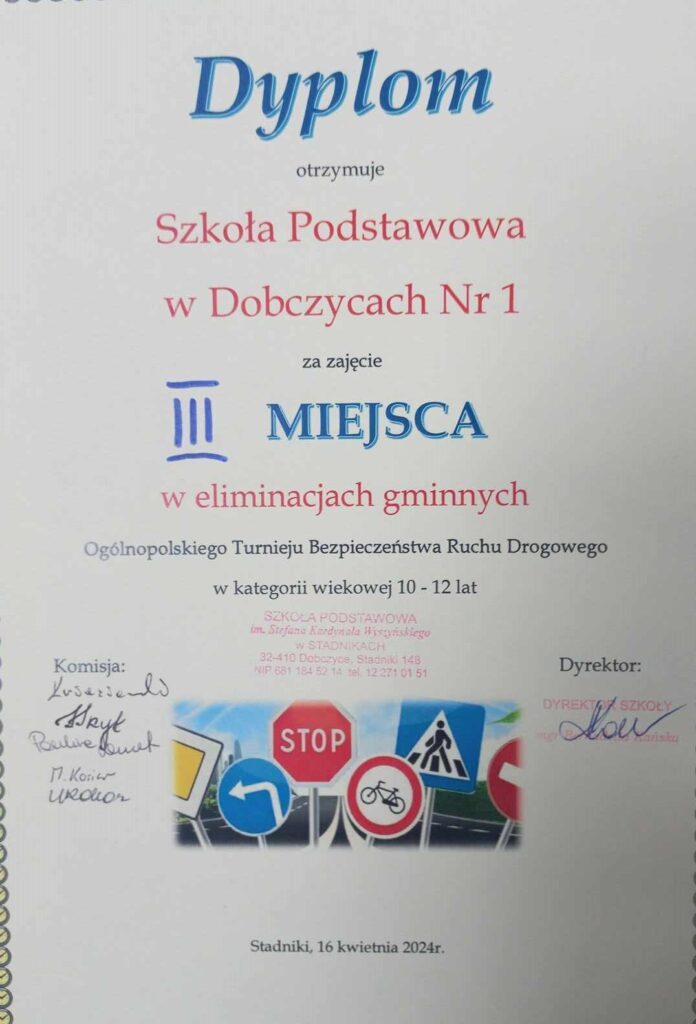 Dyplom
otrzymuje
Szkoła Podstawowa
w Dobczycach Nr 1
za zajęcie
III MIEJSCA
w eliminacjach gminnych
Ogólnopolskiego Turnieju Bezpieczeństwa Ruchu Drogowego
w kategorii wiekowej 10 - 12 lat
SZKOŁA PODSTAWOWA
im. Stefana Kardynała Wyszyńskiego
w STADNIKACH
32-410 Dobczyce, Stadniki 148
NIP 681 184 52 14 tel. 12 271 01 51
Komisja:
Dyrektor:
DYREKTOR SZKOŁY
STOP
Stadniki, 16 kwietnia 2024r.